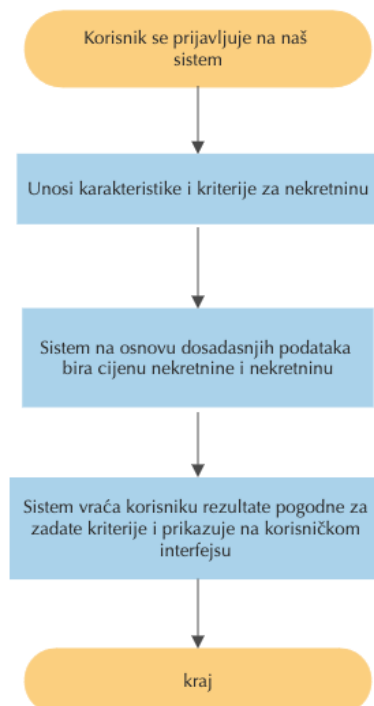 Korisnik se prijavljuje na naš
sistem
Unosi karakteristike i kriterije za nekretninu
Sistem na osnovu dosadasnjih podataka
bira cijenu nekretnine i nekretninu
Sistem vraća korisniku rezultate pogodne za
zadate kriterije i prikazuje na korisničkom
interfejsu
kraj